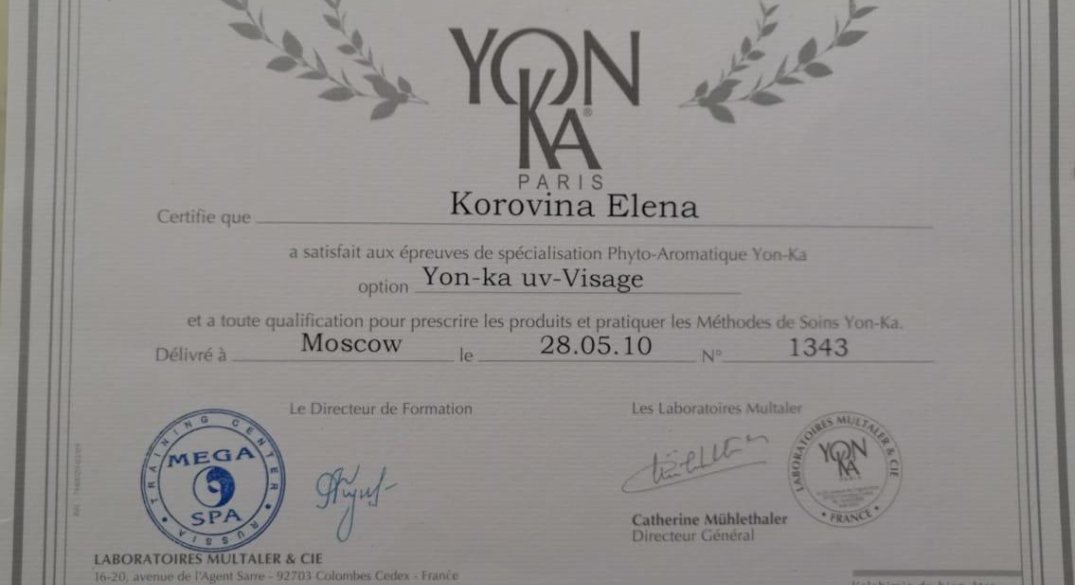 YON
KA®
PARIS
Certifie que Korovina Elena
a satisfait aux épreuves de spécialisation Phyto-Aromatique Yon-Ka
option Yon-ka uv-Visage
et a toute qualification pour prescrire les produits et pratiquer les Méthodes de Soins Yon-Ka.
Délivré à Moscow le 28.05.10 N° 1343
Le Directeur de Formation
Les Laboratoires Multaler
TRAINING CENTER
MEGA
SPA
RUSSIA
LABORATOIRES MULTALER & CIE
YON
KA
PARIS
FRANCE
Catherine Mühlethaler
Directeur Général
LABORATOIRES MULTALER & CIE
16-20, avenue de l'Agent Sarre - 92703 Colombes Cedex - France